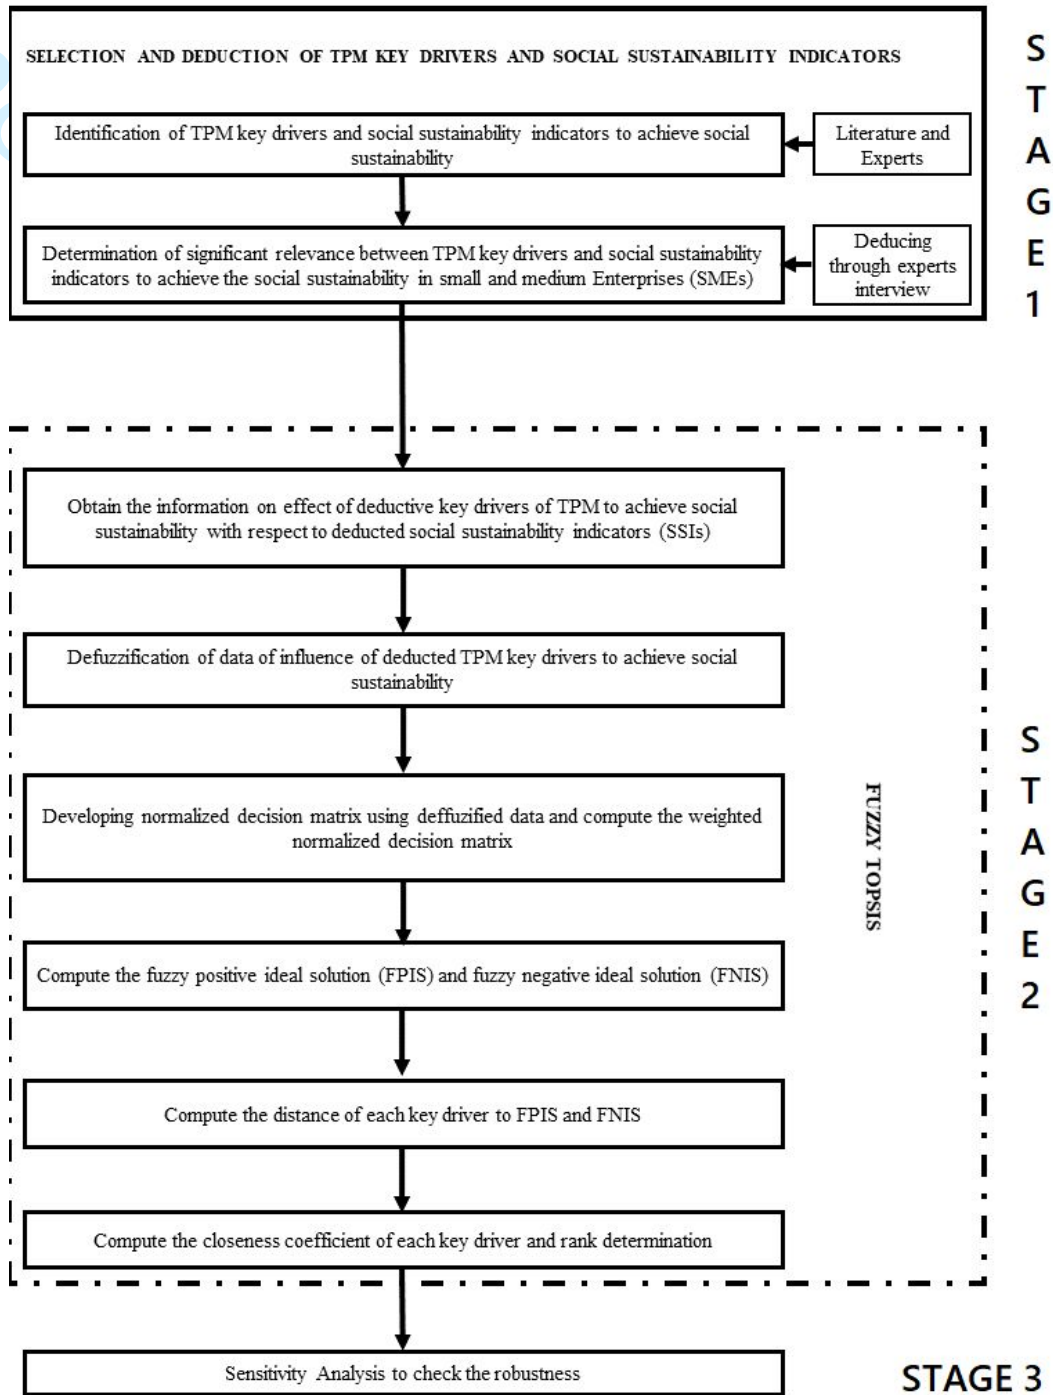 SELECTION AND DEDUCTION OF TPM KEY DRIVERS AND SOCIAL SUSTAINABILITY INDICATORS
Identification of TPM key drivers and social sustainability indicators to achieve social
sustainability
Literature and
Experts
Determination of significant relevance between TPM key drivers and social sustainability
indicators to achieve the social sustainability in small and medium Enterprises (SMEs)
Deducing
through experts
interview
S
T
A
G
E
1
Obtain the information on effect of deductive key drivers of TPM to achieve social
sustainability with respect to deducted social sustainability indicators (SSIs)
Defuzzification of data of influence of deducted TPM key drivers to achieve social
sustainability
Developing normalized decision matrix using deffuzified data and compute the weighted
normalized decision matrix
Compute the fuzzy positive ideal solution (FPIS) and fuzzy negative ideal solution (FNIS)
Compute the distance of each key driver to FPIS and FNIS
Compute the closeness coefficient of each key driver and rank determination
FUZZY TOPSIS
S
T
A
G
E
2
Sensitivity Analysis to check the robustness
STAGE 3